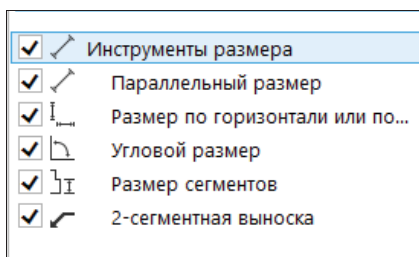 Инструменты размера
Параллельный размер
Размер по горизонтали или по...
Угловой размер
Размер сегментов
2-сегментная выноска